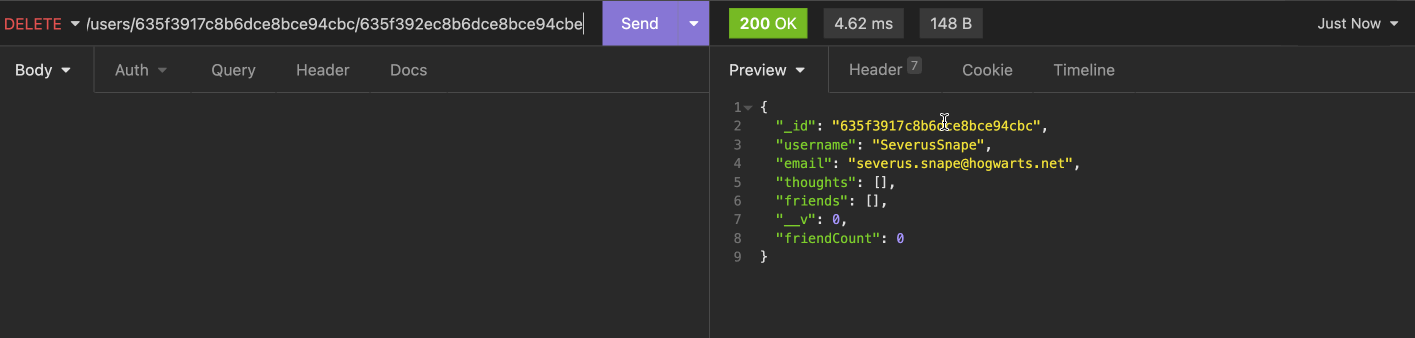 DELETE /users/635f3917c8b6dce8bce94cbc/635f392ec8b6dce8bce94cbe Send 200 OK 4.62 ms 148 B Just Now
Body Auth Query Header Docs Preview Header 7 Cookie Timeline
1 {
2 "_id": "635f3917c8b6dce8bce94cbc",
3 "username": "SeverusSnape",
4 "email": "severus.snape@hogwarts.net",
5 "thoughts": [],
6 "friends": [],
7 "__v": 0,
8 "friendCount": 0
9 }